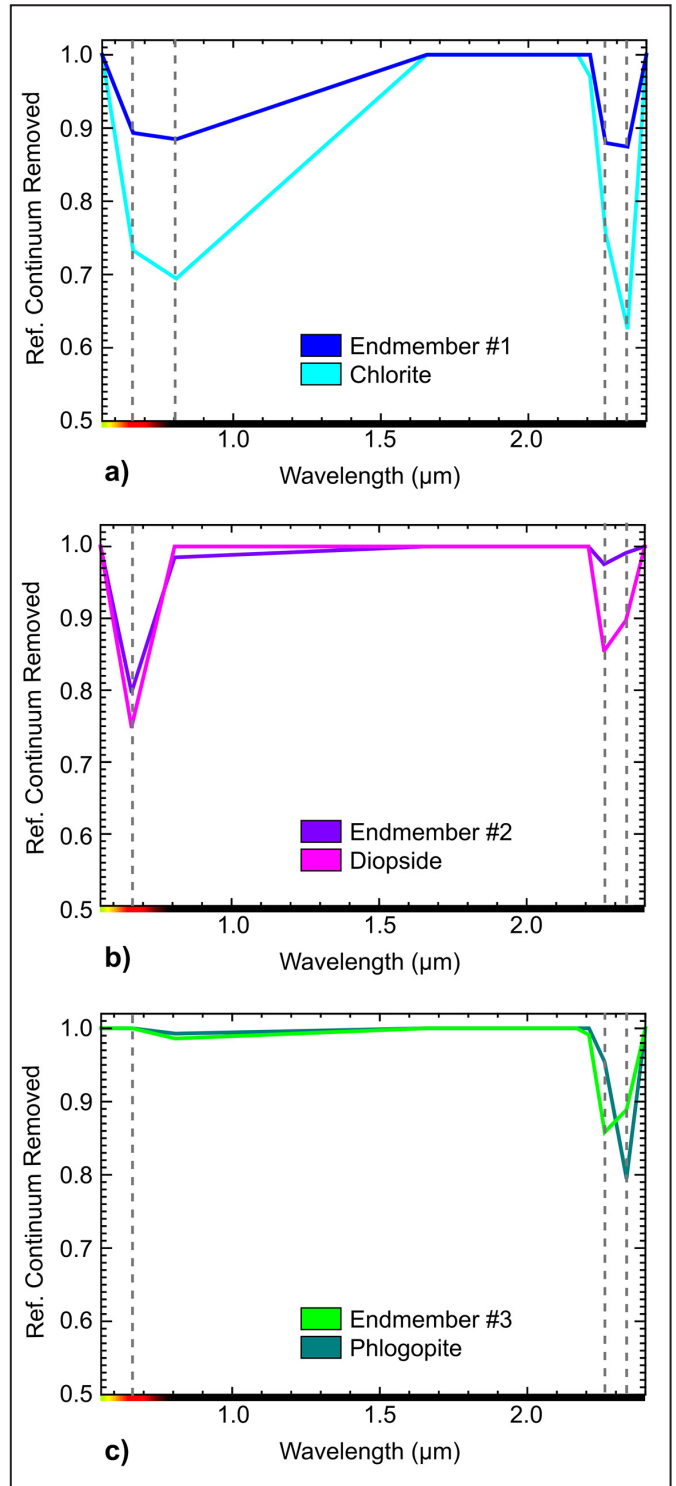 Ref. Continuum Removed
1.0
0.9
0.8
0.7
0.6
0.5
Endmember #1
Chlorite
1.0 1.5 2.0
Wavelength (µm)
a)
Ref. Continuum Removed
1.0
0.9
0.8
0.7
0.6
0.5
Endmember #2
Diopside
1.0 1.5 2.0
Wavelength (µm)
b)
Ref. Continuum Removed
1.0
0.9
0.8
0.7
0.6
0.5
Endmember #3
Phlogopite
1.0 1.5 2.0
Wavelength (µm)
c)